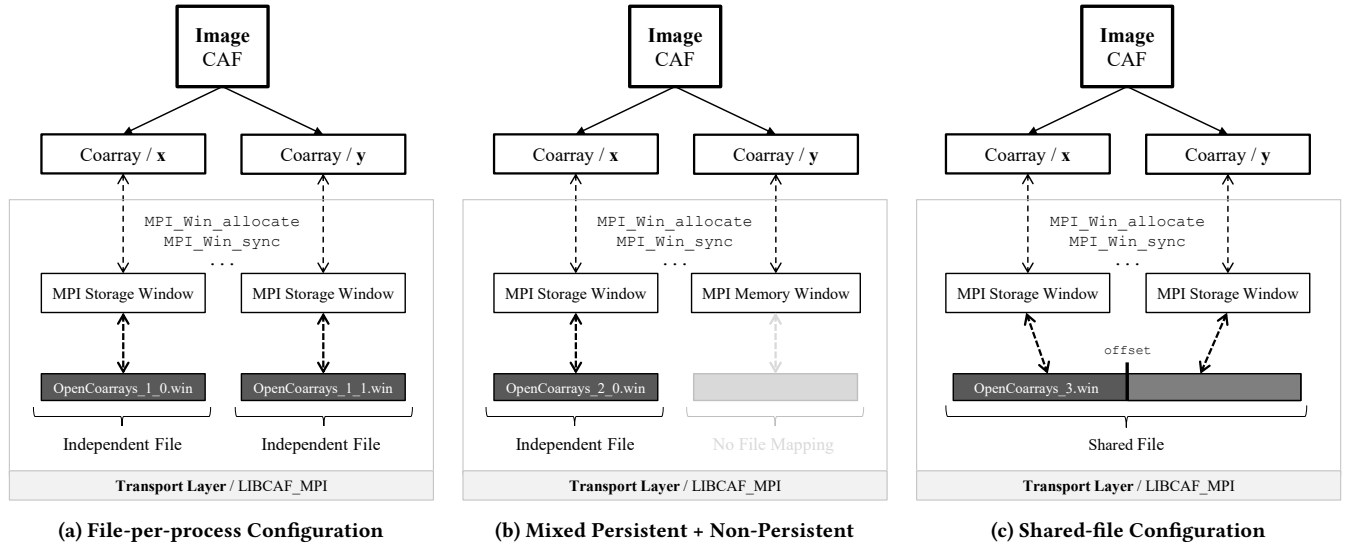 Image
CAF
Coarray / x
Coarray / y
MPI_Win_allocate
MPI_Win_sync
...
MPI Storage Window
MPI Storage Window
OpenCoarrays_1_0.win
OpenCoarrays_1_1.win
Independent File
Independent File
Transport Layer / LIBCAF_MPI
(a) File-per-process Configuration
Image
CAF
Coarray / x
Coarray / y
MPI_Win_allocate
MPI_Win_sync
...
MPI Storage Window
MPI Memory Window
OpenCoarrays_2_0.win
Independent File
No File Mapping
Transport Layer / LIBCAF_MPI
(b) Mixed Persistent + Non-Persistent
Image
CAF
Coarray / x
Coarray / y
MPI_Win_allocate
MPI_Win_sync
...
MPI Storage Window
MPI Storage Window
offset
OpenCoarrays_3.win
Shared File
Transport Layer / LIBCAF_MPI
(c) Shared-file Configuration